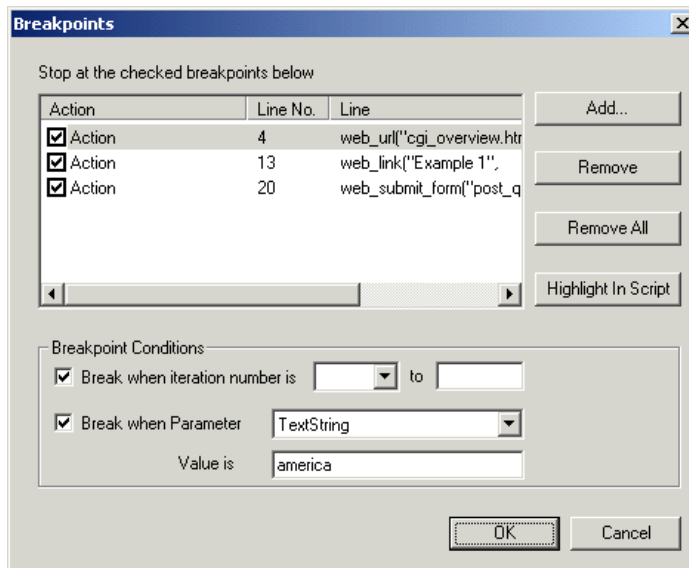 Breakpoints
Stop at the checked breakpoints below
Action Line No. Line
Action 4 web_url("cgi_overview.htr
Action 13 web_link("Example 1",
Action 20 web_submit_form("post_q
Add...
Remove
Remove All
Highlight In Script
Breakpoint Conditions
Break when iteration number is to
Break when Parameter TextString
Value is america
OK Cancel